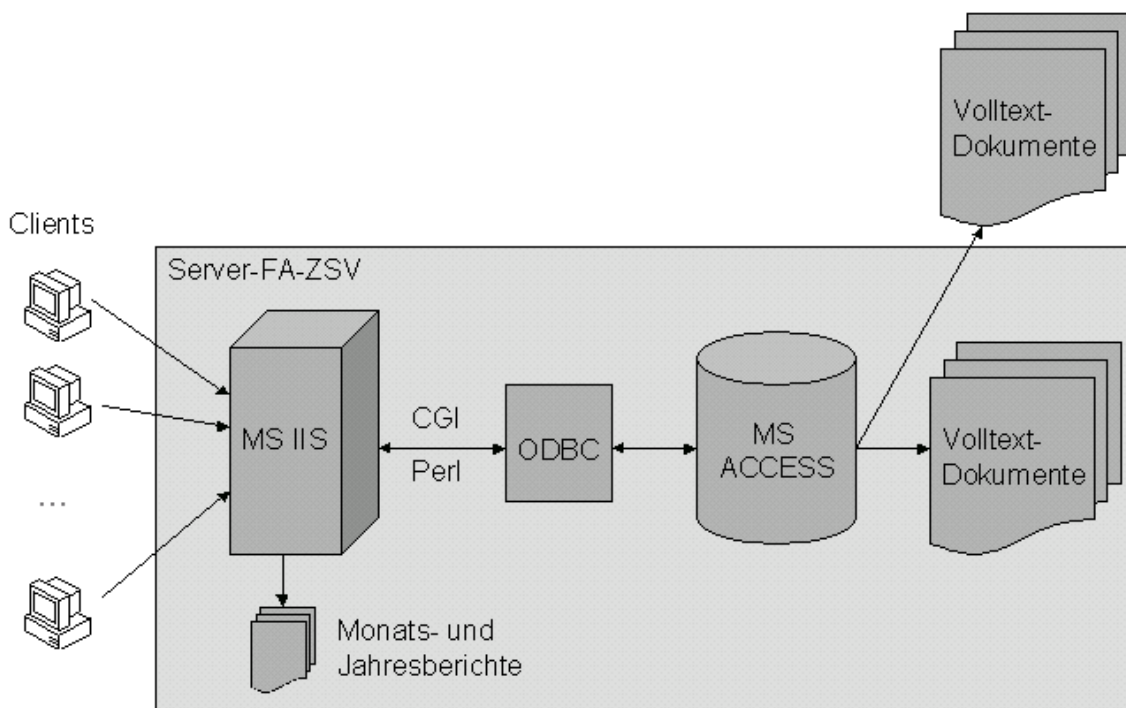 Volltext-
Dokumente
Clients
Server-FA-ZSV
MS IIS
CGI
Perl
ODBC
MS
ACCESS
Volltext-
Dokumente
...
Monats- und
Jahresberichte